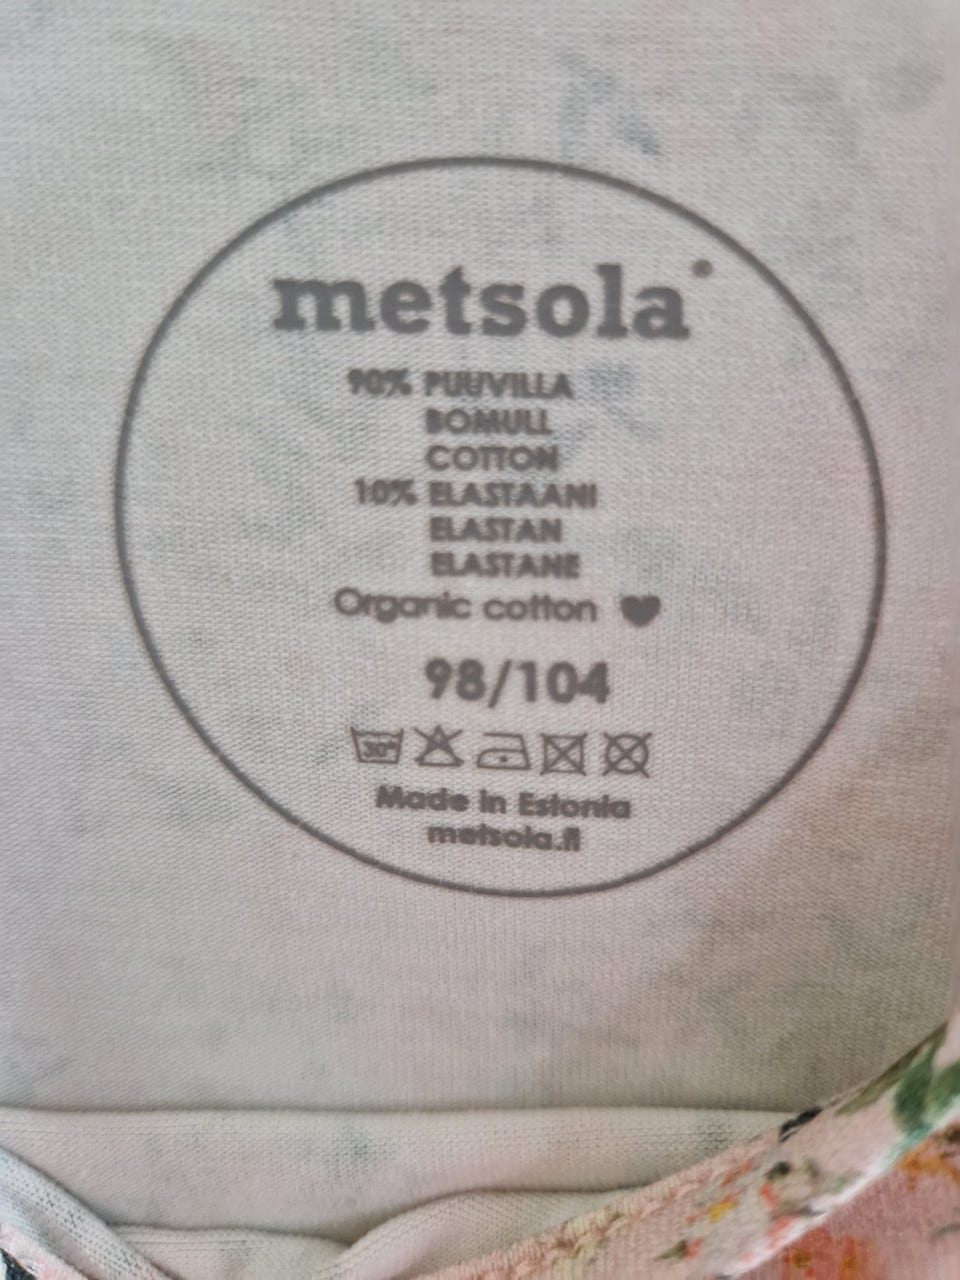 metsola
90% PUUVILLA
BOMULL
COTTON
10% ELASTAANI
ELASTAN
ELASTANE
Organic cotton
98/104
30°
Made in Estonia
metsola.fi